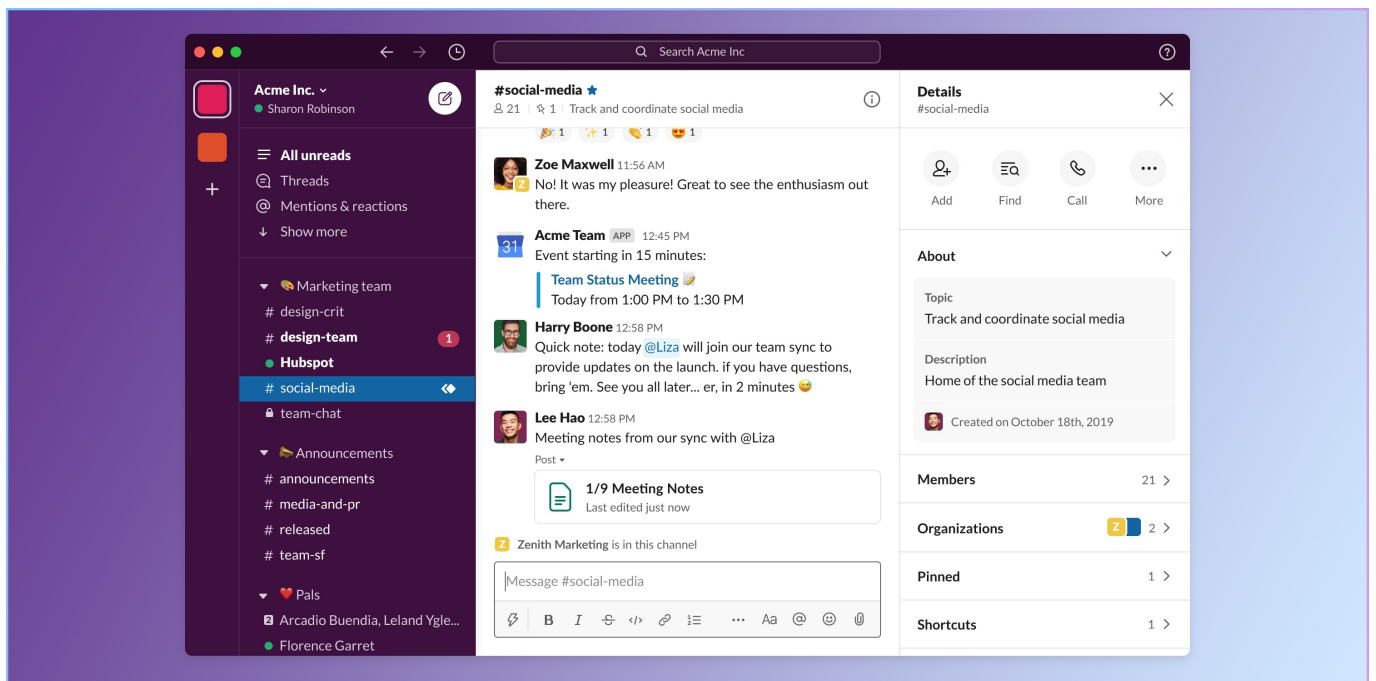 Search Acme Inc
Acme Inc.
Sharon Robinson
All unreads
Threads
Mentions & reactions
Show more
Marketing team
# design-crit
# design-team 1
Hubspot
# social-media
team-chat
Announcements
# announcements
# media-and-pr
# released
# team-sf
Pals
2 Arcadio Buendia, Leland Ygle...
Florence Garret
#social-media
21 | 1 | Track and coordinate social media
1 1 1 1
Zoe Maxwell 11:56 AM
Z
No! It was my pleasure! Great to see the enthusiasm out
there.
Acme Team APP 12:45 PM
31
Event starting in 15 minutes:
Team Status Meeting
Today from 1:00 PM to 1:30 PM
Harry Boone 12:58 PM
Quick note: today @Liza will join our team sync to
provide updates on the launch. if you have questions,
bring ‘em. See you all later... er, in 2 minutes
Lee Hao 12:58 PM
Meeting notes from our sync with @Liza
Post
1/9 Meeting Notes
Last edited just now
Z Zenith Marketing is in this channel
Message #social-media
B I S </> Aa @
Details
#social-media
Add Find Call More
About
Topic
Track and coordinate social media
Description
Home of the social media team
Created on October 18th, 2019
Members 21
Organizations Z 2
Pinned 1
Shortcuts 1